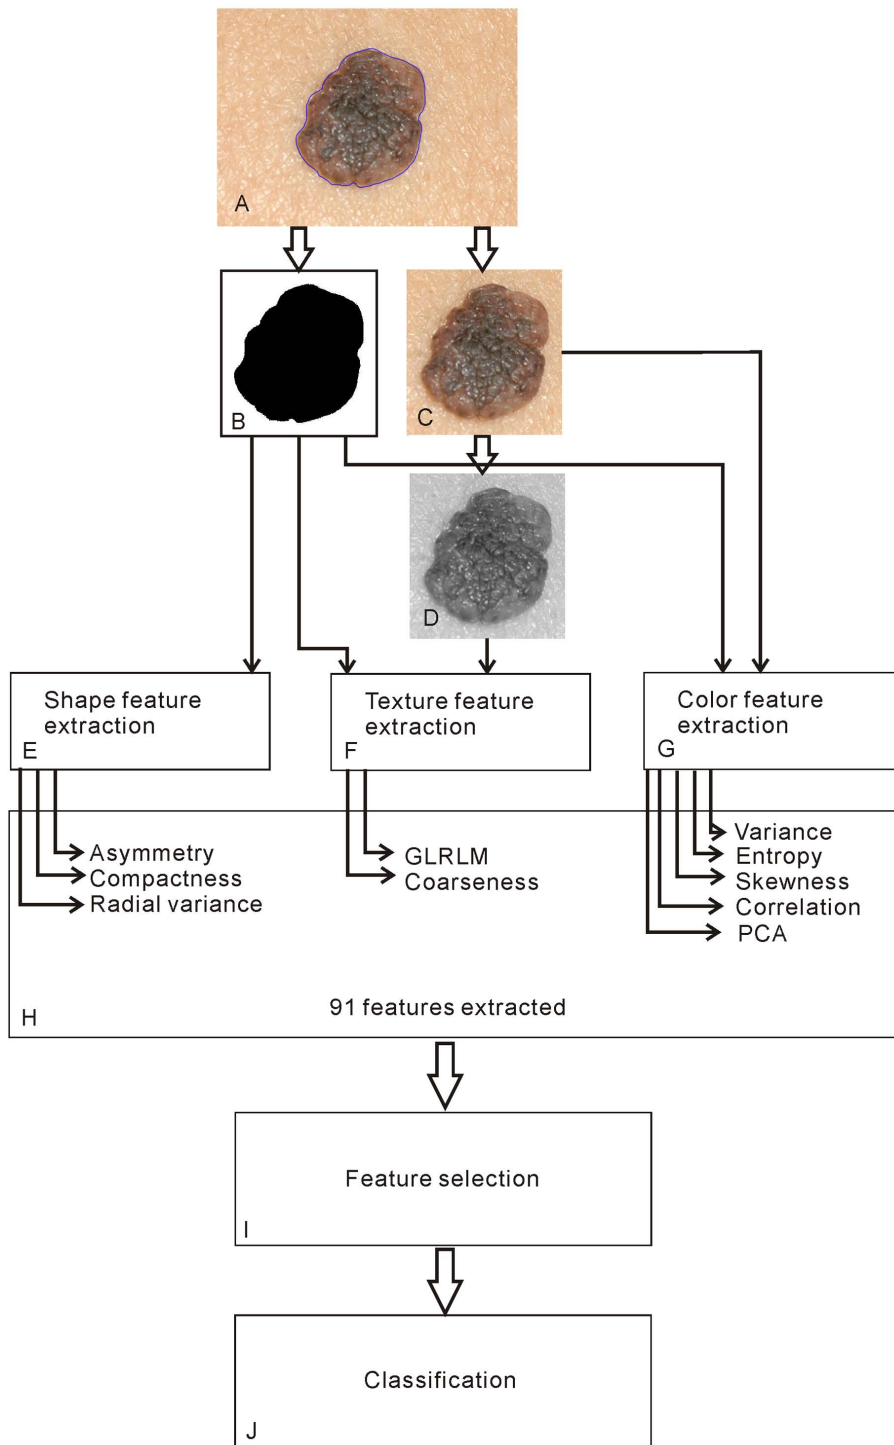 A
B
C
D
Shape feature
extraction
E
Texture feature
extraction
F
Color feature
extraction
G
Asymmetry
Compactness
Radial variance
GLRLM
Coarseness
Variance
Entropy
Skewness
Correlation
PCA
H
91 features extracted
Feature selection
I
Classification
J